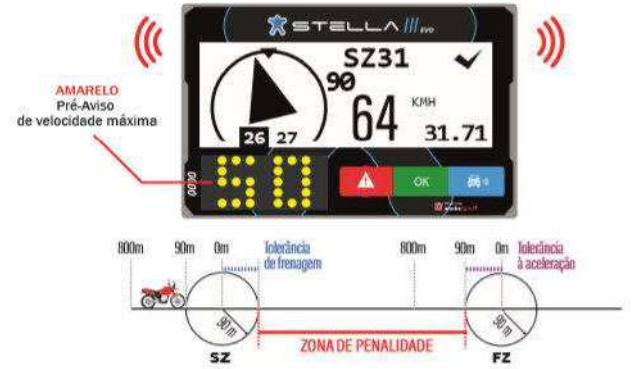 STELLA III EVO
SZ31
90
64 KMH
26 27
31.71
AMARELO
Pré-Aviso
de velocidade máxima
50
OK
800m 90m 0m Tolerância
de frenagem
800m 90m 0m Tolerância
à aceleração
90 m
90 m
ZONA DE PENALIDADE
SZ
FZ